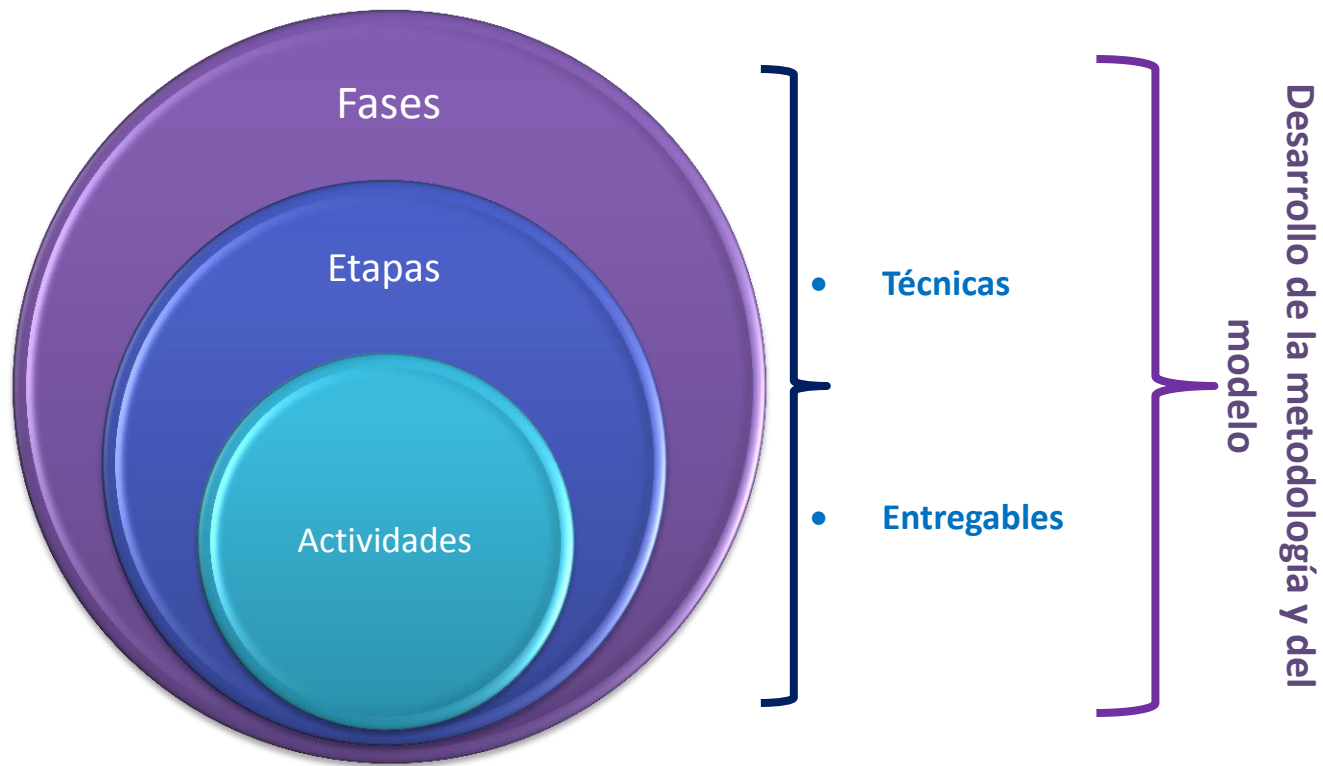 Fases
Etapas
Actividades
• Técnicas
• Entregables
Desarrollo de la metodología y del
modelo